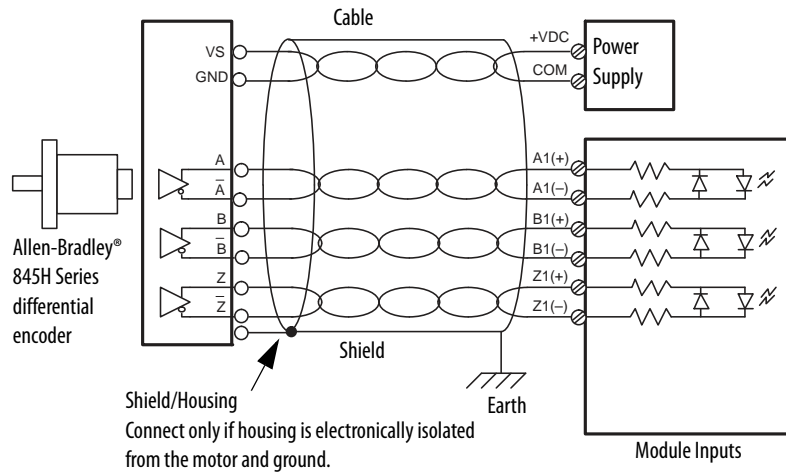 Cable
VS
GND
+VDC
COM
Power
Supply
A
A
B
B
Z
Z
A1(+)
A1(–)
B1(+)
B1(–)
Z1(+)
Z1(–)
Allen-Bradley®
845H Series
differential
encoder
Shield
Earth
Shield/Housing
Connect only if housing is electronically isolated
from the motor and ground.
Module Inputs